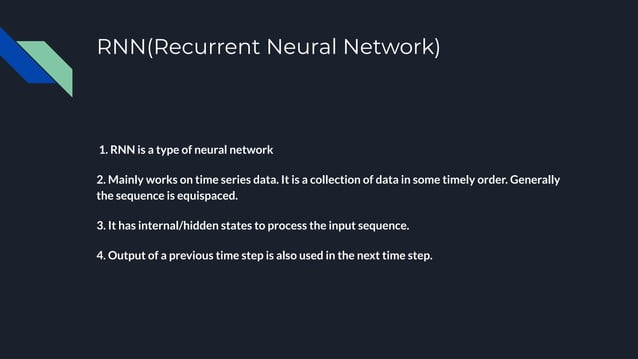 RNN(Recurrent Neural Network)
1. RNN is a type of neural network
2. Mainly works on time series data. It is a collection of data in some timely order. Generally
the sequence is equispaced.
3. It has internal/hidden states to process the input sequence.
4. Output of a previous time step is also used in the next time step.